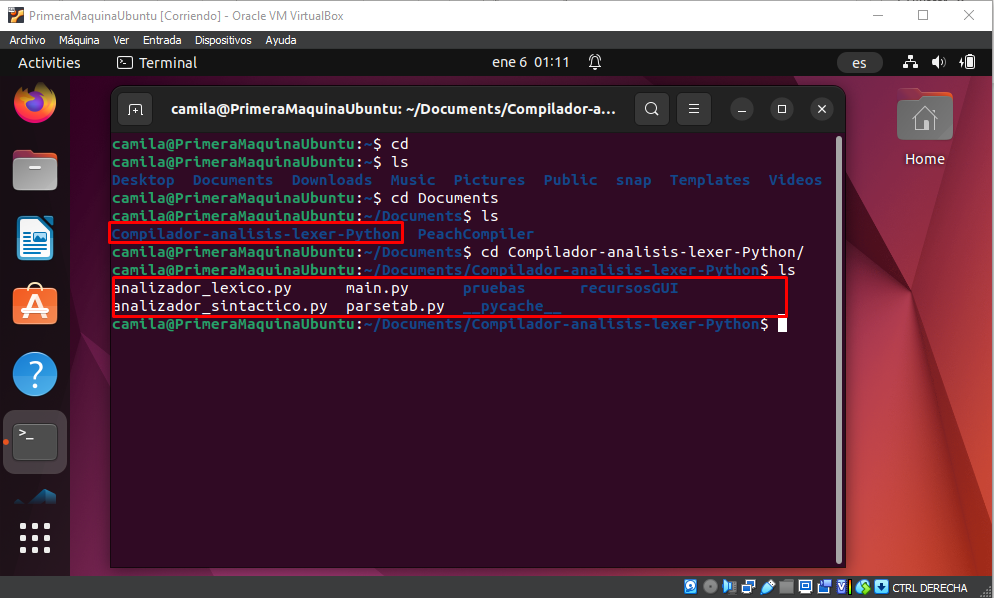 PrimeraMaquinaUbuntu [Corriendo] - Oracle VM VirtualBox
Archivo Máquina Ver Entrada Dispositivos Ayuda
Activities Terminal ene 6 01:11 es
camila@PrimeraMaquinaUbuntu: ~/Documents/Compilador-a...
camila@PrimeraMaquinaUbuntu:~$ cd
camila@PrimeraMaquinaUbuntu:~$ ls
Desktop Documents Downloads Music Pictures Public snap Templates Videos
camila@PrimeraMaquinaUbuntu:~$ cd Documents
camila@PrimeraMaquinaUbuntu:~/Documents$ ls
Compilador-analisis-lexer-Python PeachCompiler
camila@PrimeraMaquinaUbuntu:~/Documents$ cd Compilador-analisis-lexer-Python/
camila@PrimeraMaquinaUbuntu:~/Documents/Compilador-analisis-lexer-Python$ ls
analizador_lexico.py main.py pruebas recursosGUI
analizador_sintactico.py parsetab.py __pycache__
camila@PrimeraMaquinaUbuntu:~/Documents/Compilador-analisis-lexer-Python$
Home
CTRL DERECHA